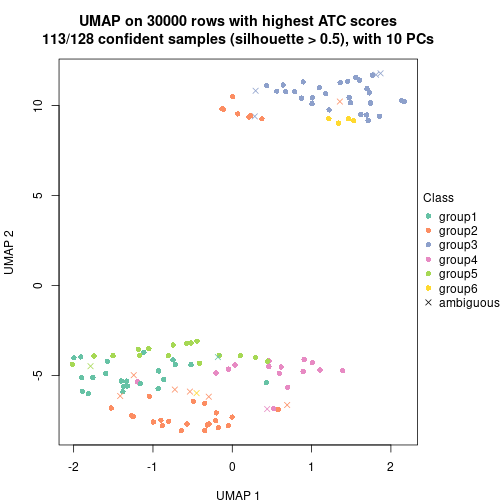 UMAP on 30000 rows with highest ATC scores
113/128 confident samples (silhouette > 0.5), with 10 PCs
10
5
0
-5
UMAP 2
-2
-1
0
1
2
UMAP 1
Class
group1
group2
group3
group4
group5
group6
ambiguous